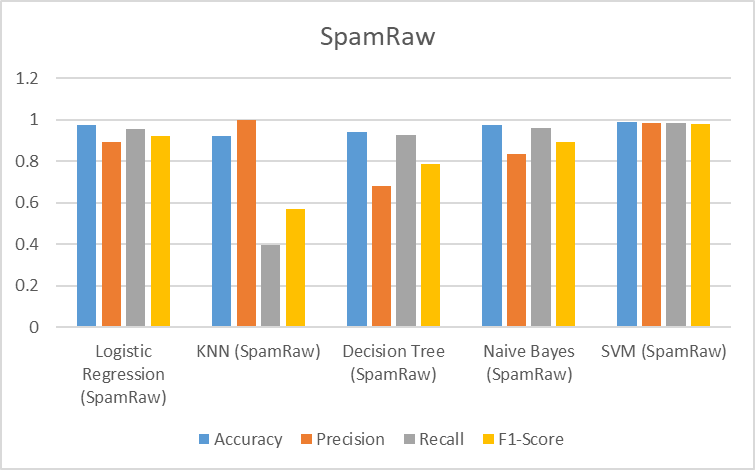 SpamRaw
1.2
1
0.8
0.6
0.4
0.2
0
Logistic
Regression
(SpamRaw)
KNN (SpamRaw)
Decision Tree
(SpamRaw)
Naive Bayes
(SpamRaw)
SVM (SpamRaw)
Accuracy Precision Recall F1-Score